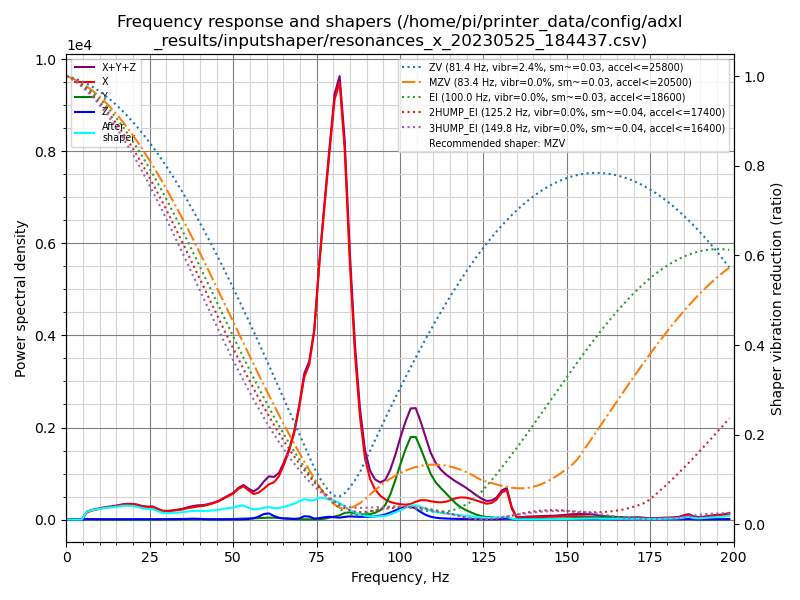 Frequency response and shapers (/home/pi/printer_data/config/adxl
_results/inputshaper/resonances_x_20230525_184437.csv)
1e4
X+Y+Z
X
Y
Z
After
shaper
ZV (81.4 Hz, vibr=2.4%, sm~=0.03, accel<=25800)
MZV (83.4 Hz, vibr=0.0%, sm~=0.03, accel<=20500)
EI (100.0 Hz, vibr=0.0%, sm~=0.03, accel<=18600)
2HUMP_EI (125.2 Hz, vibr=0.0%, sm~=0.04, accel<=17400)
3HUMP_EI (149.8 Hz, vibr=0.0%, sm~=0.04, accel<=16400)
Recommended shaper: MZV
1.0
0.8
0.6
0.4
0.2
0.0
Power spectral density
1.0
0.8
0.6
0.4
0.2
0.0
Shaper vibration reduction (ratio)
0 25 50 75 100 125 150 175 200
Frequency, Hz